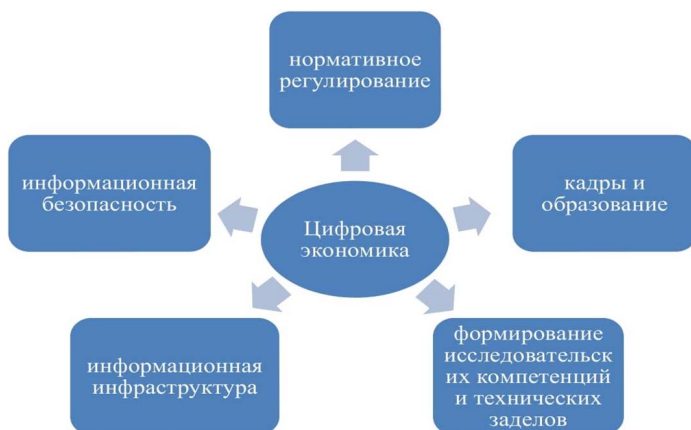 нормативное
регулирование
информационная
безопасность
кадры и
образование
Цифровая
экономика
информационная
инфраструктура
формирование
исследовательск
их компетенций
и технических
заделов